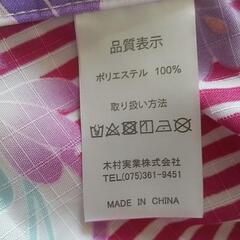 品質表示
ポリエステル 100%
取り扱い方法
木村実業株式会社
TEL(075)361-9451
MADE IN CHINA